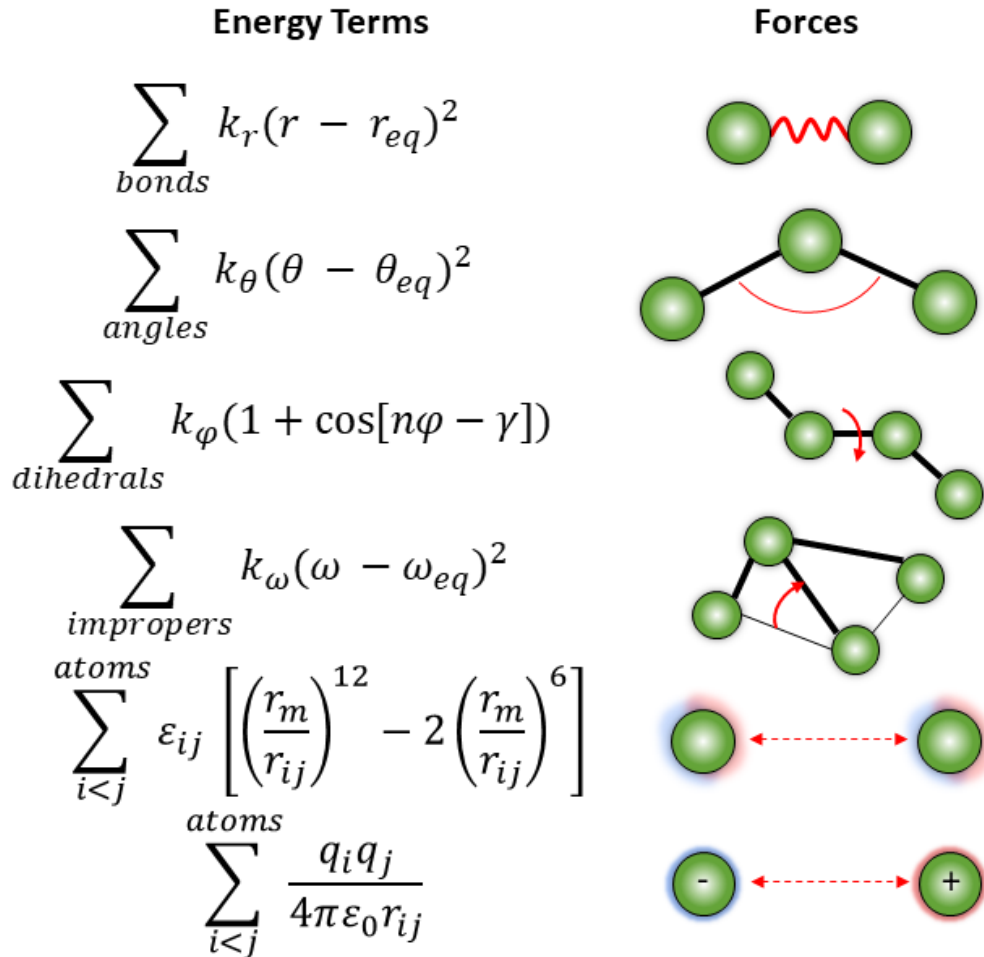 Energy Terms Forces
∑_{bonds} k_r(r − r_{eq})^2
∑_{angles} k_θ(θ − θ_{eq})^2
∑_{dihedrals} k_φ(1 + cos[nφ − γ])
∑_{impropers} k_ω(ω − ω_{eq})^2
∑_{i<j}^{atoms} ε_{ij} [(r_m/r_{ij})^{12} − 2(r_m/r_{ij})^6]
∑_{i<j}^{atoms} q_i q_j/4πε_0 r_{ij} - +